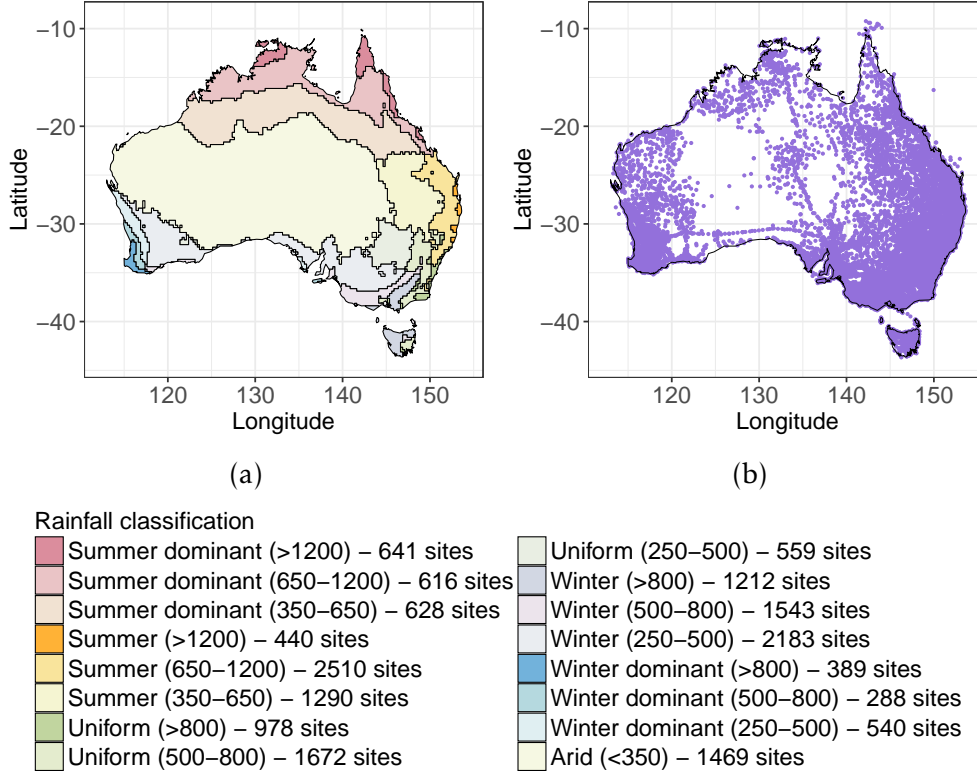 −10
−20
−30
−40
Latitude
120
130
140
150
Longitude
(a)
−10
−20
−30
−40
Latitude
120
130
140
150
Longitude
(b)
Rainfall classification
Summer dominant (>1200) − 641 sites
Summer dominant (650−1200) − 616 sites
Summer dominant (350−650) − 628 sites
Summer (>1200) − 440 sites
Summer (650−1200) − 2510 sites
Summer (350−650) − 1290 sites
Uniform (>800) − 978 sites
Uniform (500−800) − 1672 sites
Uniform (250−500) − 559 sites
Winter (>800) − 1212 sites
Winter (500−800) − 1543 sites
Winter (250−500) − 2183 sites
Winter dominant (>800) − 389 sites
Winter dominant (500−800) − 288 sites
Winter dominant (250−500) − 540 sites
Arid (<350) − 1469 sites